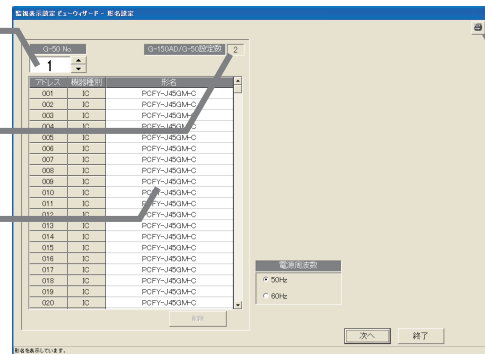 監視表示設定 ビューウィザード - 形名設定
G-50 No. G-150AD/G-50設定数 2
1
アドレス 機器種別 形名
001 IC PCFY-J45GM-C
002 IC PCFY-J45GM-C
003 IC PCFY-J45GM-C
004 IC PCFY-J45GM-C
005 IC PCFY-J45GM-C
006 IC PCFY-J45GM-C
007 IC PCFY-J45GM-C
008 IC PCFY-J45GM-C
009 IC PCFY-J45GM-C
010 IC PCFY-J45GM-C
011 IC PCFY-J45GM-C
012 IC PCFY-J45GM-C
013 IC PCFY-J45GM-C
014 IC PCFY-J45GM-C
015 IC PCFY-J45GM-C
016 IC PCFY-J45GM-C
017 IC PCFY-J45GM-C
018 IC PCFY-J45GM-C
019 IC PCFY-J45GM-C
020 IC PCFY-J45GM-C
電源周波数
50Hz
60Hz
次へ 終了
形名を表示しています。